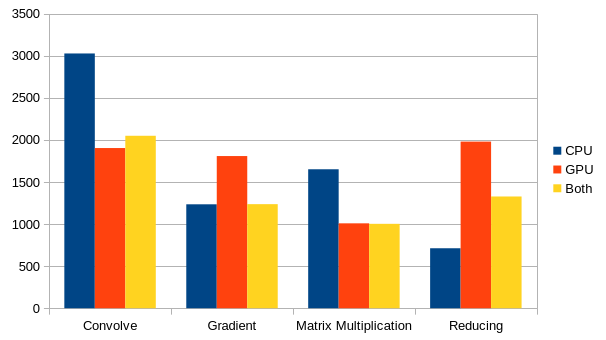 3500
3000
2500
2000
1500
1000
500
0
Convolve
Gradient
Matrix Multiplication
Reducing
CPU
GPU
Both